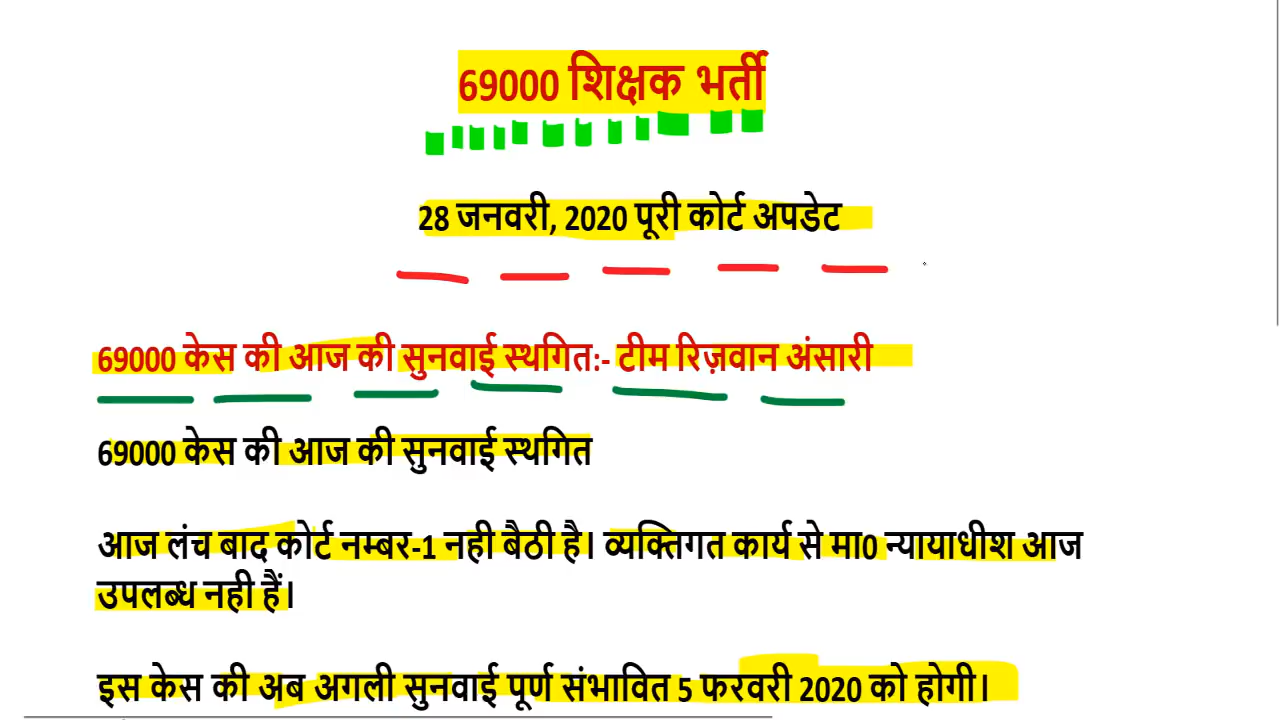 69000 शिक्षक भर्ती
28 जनवरी, 2020 पूरी कोर्ट अपडेट
69000 केस की आज की सुनवाई स्थगित:- टीम रिज़वान अंसारी
69000 केस की आज की सुनवाई स्थगित
आज लंच बाद कोर्ट नम्बर-1 नही बैठी है। व्यक्तिगत कार्य से मा0 न्यायाधीश आज
उपलब्ध नही हैं।
इस केस की अब अगली सुनवाई पूर्ण संभावित 5 फरवरी 2020 को होगी।